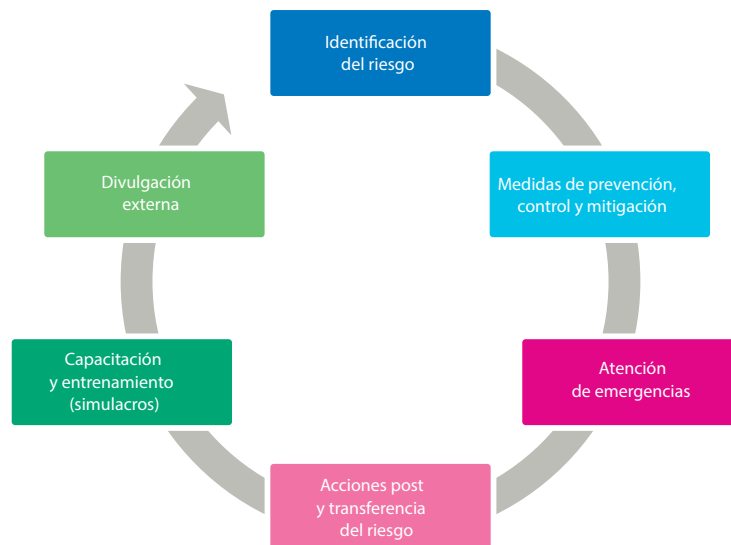 Identificación
del riesgo
Medidas de prevención,
control y mitigación
Atención
de emergencias
Acciones post
y transferencia
del riesgo
Capacitación
y entrenamiento
(simulacros)
Divulgación
externa